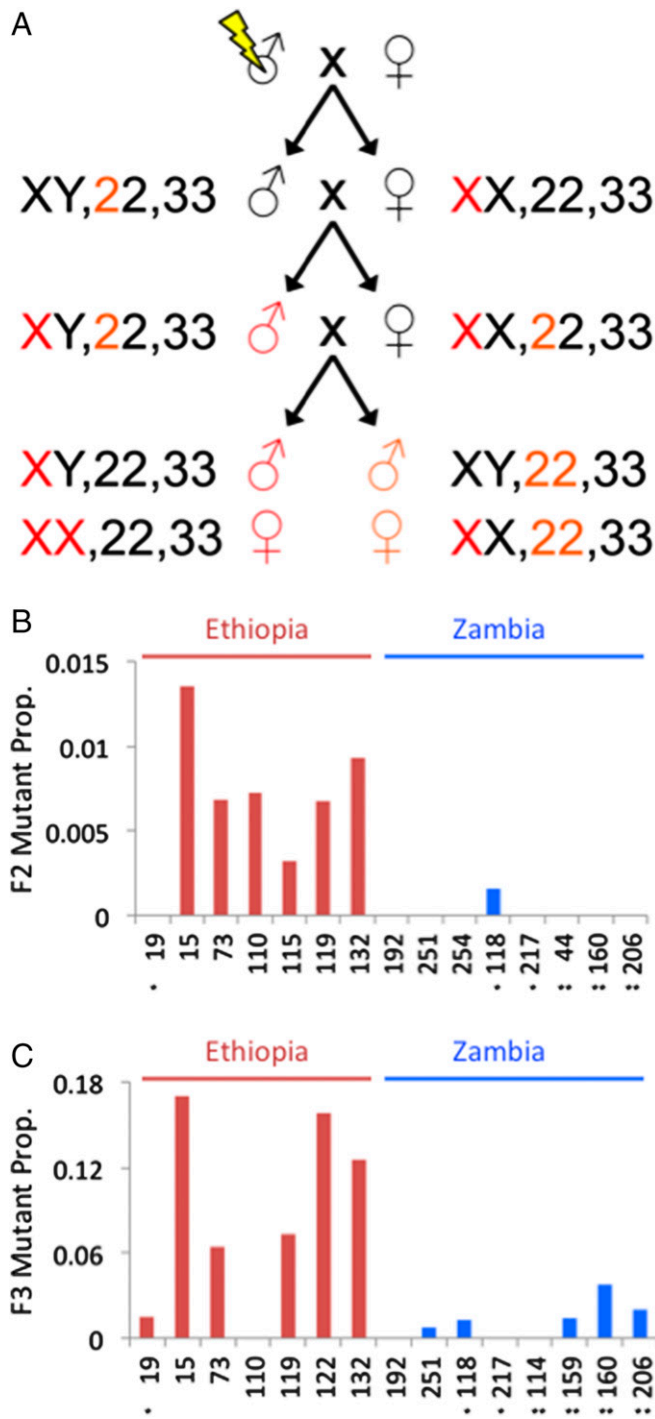 A
X
XY,22,33 X XX,22,33
XY,22,33 X XX,22,33
XY,22,33 XY,22,33
XX,22,33 XX,22,33
B
Ethiopia Zambia
F2 Mutant Prop.
0.015
0.01
0.005
0
* 19 15 73 110 115 119 132 192 251 254 * 118 * 217 : 44 : 160 : 206
C
Ethiopia Zambia
F3 Mutant Prop.
0.18
0.12
0.06
0
* 19 15 73 110 119 122 132 192 251 * 118 * 217 : 114 : 159 : 160 : 206